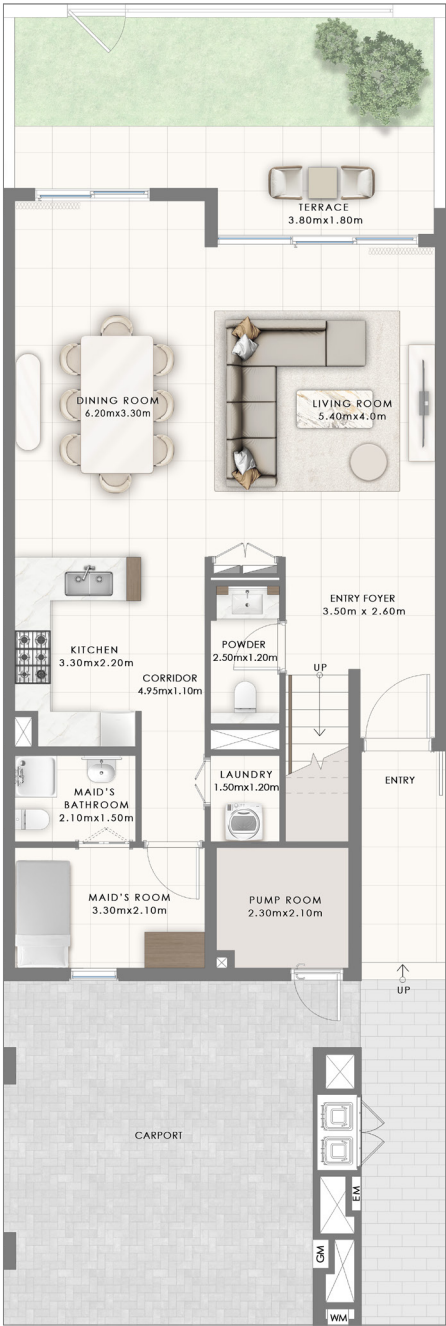 TERRACE
3.80mx1.80m
DINING ROOM
6.20mx3.30m
LIVING ROOM
5.40mx4.0m
ENTRY FOYER
3.50m x 2.60m
KITCHEN
3.30mx2.20m
POWDER
2.50mx1.20m
CORRIDOR
4.95mx1.10m
UP
LAUNDRY
1.50mx1.20m
ENTRY
MAID'S
BATHROOM
2.10mx1.50m
MAID'S ROOM
3.30mx2.10m
PUMP ROOM
2.30mx2.10m
UP
CARPORT
EM
GM
WM